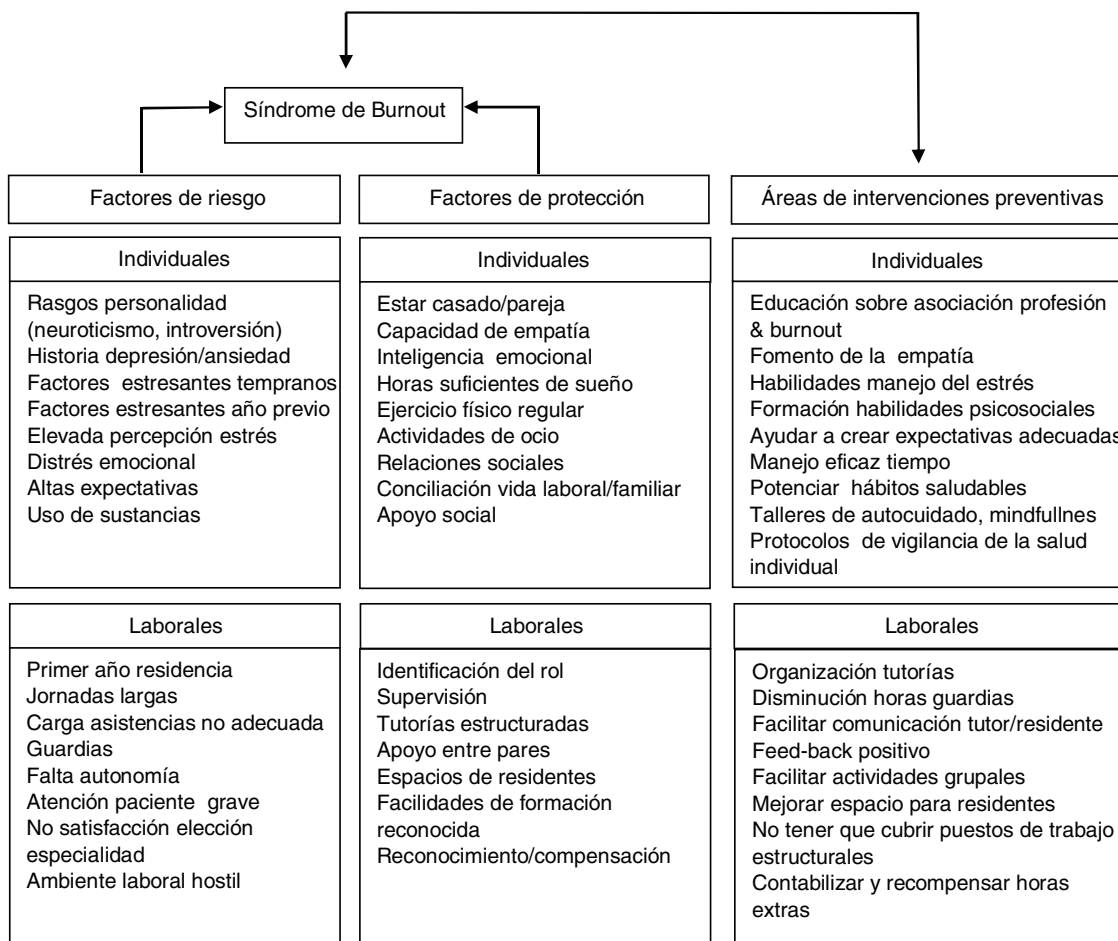 Síndrome de Burnout
Factores de riesgo
Individuales
Rasgos personalidad
(neuroticismo, introversión)
Historia depresión/ansiedad
Factores estresantes tempranos
Factores estresantes año previo
Elevada percepción estrés
Distrés emocional
Altas expectativas
Uso de sustancias
Laborales
Primer año residencia
Jornadas largas
Carga asistencias no adecuada
Guardias
Falta autonomía
Atención paciente grave
No satisfacción elección
especialidad
Ambiente laboral hostil
Factores de protección
Individuales
Estar casado/pareja
Capacidad de empatía
Inteligencia emocional
Horas suficientes de sueño
Ejercicio físico regular
Actividades de ocio
Relaciones sociales
Conciliación vida laboral/familiar
Apoyo social
Laborales
Identificación del rol
Supervisión
Tutorías estructuradas
Apoyo entre pares
Espacios de residentes
Facilidades de formación
reconocida
Reconocimiento/compensación
Áreas de intervenciones preventivas
Individuales
Educación sobre asociación profesión
& burnout
Fomento de la empatía
Habilidades manejo del estrés
Formación habilidades psicosociales
Ayudar a crear expectativas adecuadas
Manejo eficaz tiempo
Potenciar hábitos saludables
Talleres de autocuidado, mindfullnes
Protocolos de vigilancia de la salud
individual
Laborales
Organización tutorías
Disminución horas guardias
Facilitar comunicación tutor/residente
Feed-back positivo
Facilitar actividades grupales
Mejorar espacio para residentes
No tener que cubrir puestos de trabajo
estructurales
Contabilizar y recompensar horas
extras